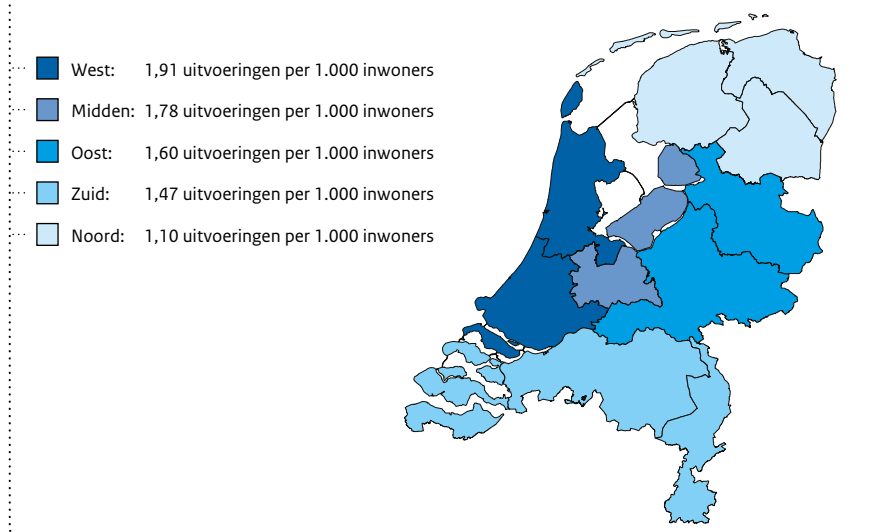 West: 1,91 uitvoeringen per 1.000 inwoners
Midden: 1,78 uitvoeringen per 1.000 inwoners
Oost: 1,60 uitvoeringen per 1.000 inwoners
Zuid: 1,47 uitvoeringen per 1.000 inwoners
Noord: 1,10 uitvoeringen per 1.000 inwoners